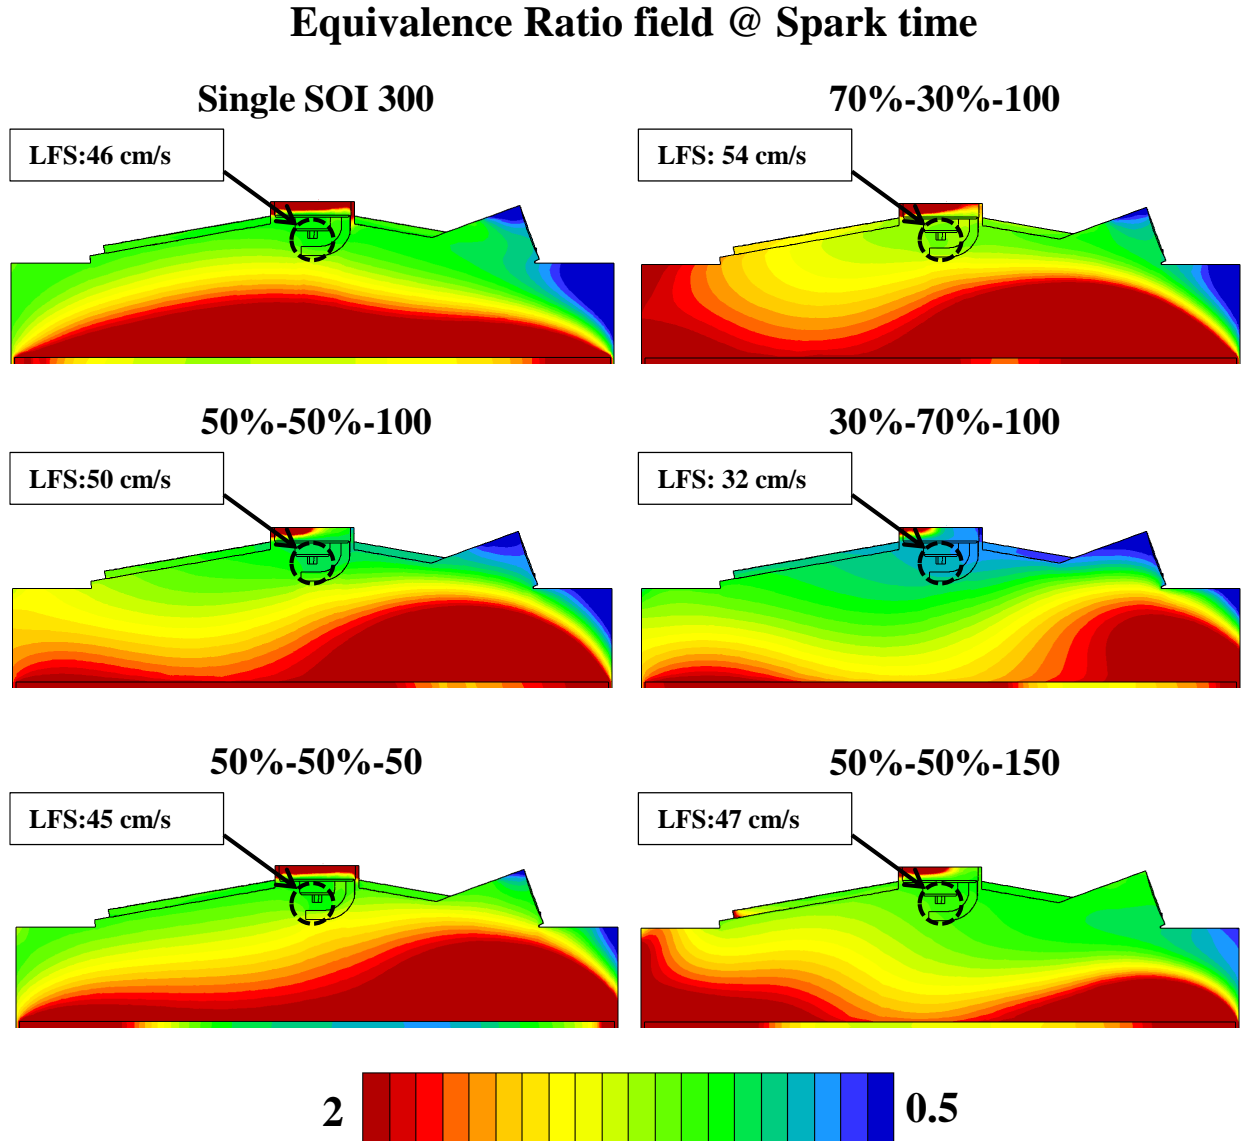 Equivalence Ratio field @ Spark time
Single SOI 300
LFS:46 cm/s
70%-30%-100
LFS: 54 cm/s
50%-50%-100
LFS:50 cm/s
30%-70%-100
LFS: 32 cm/s
50%-50%-50
LFS:45 cm/s
50%-50%-150
LFS:47 cm/s
2
0.5